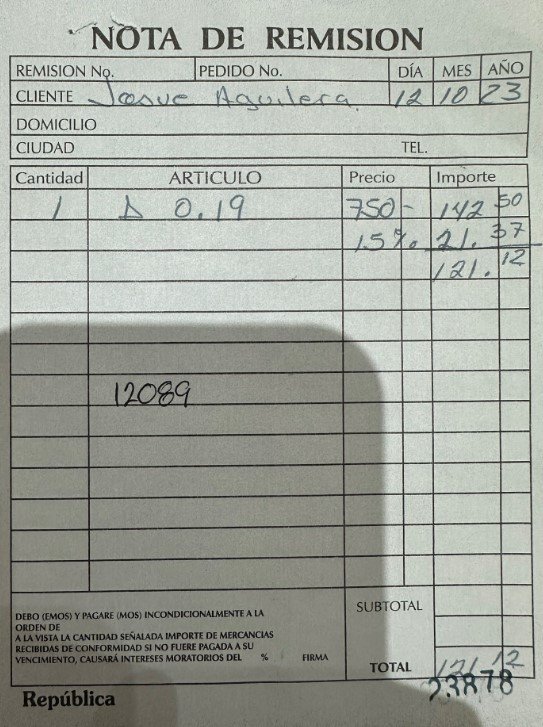 NOTA DE REMISION
REMISION No. PEDIDO No. DÍA MES AÑO
CLIENTE Josue Aguilera 12 10 23
DOMICILIO
CIUDAD TEL.
Cantidad ARTICULO Precio Importe
1 D 0.19 750- 142 50
15% 21. 37
121. 12
12089
DEBO (EMOS) Y PAGARE (MOS) INCONDICIONALMENTE A LA
ORDEN DE
A LA VISTA LA CANTIDAD SEÑALADA IMPORTE DE MERCANCIAS
RECIBIDAS DE CONFORMIDAD SI NO FUERE PAGADA A SU
VENCIMIENTO, CAUSARÁ INTERESES MORATORIOS DEL % FIRMA
SUBTOTAL
TOTAL 121.12
23878
República